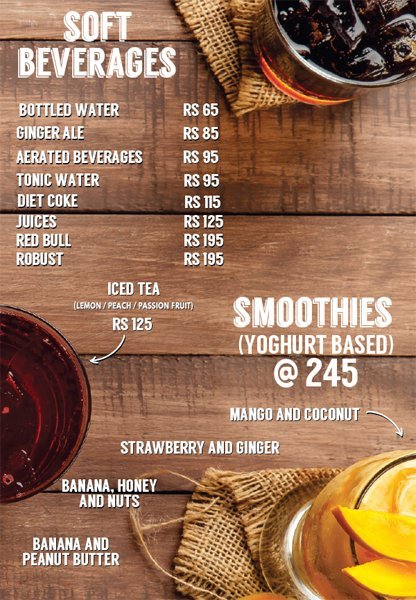 SOFT
BEVERAGES
BOTTLED WATER RS 65
GINGER ALE RS 85
AERATED BEVERAGES RS 95
TONIC WATER RS 95
DIET COKE RS 115
JUICES RS 125
RED BULL RS 195
ROBUST RS 195
ICED TEA
(LEMON / PEACH / PASSION FRUIT)
RS 125
SMOOTHIES
(YOGHURT BASED)
@ 245
MANGO AND COCONUT
STRAWBERRY AND GINGER
BANANA, HONEY
AND NUTS
BANANA AND
PEANUT BUTTER